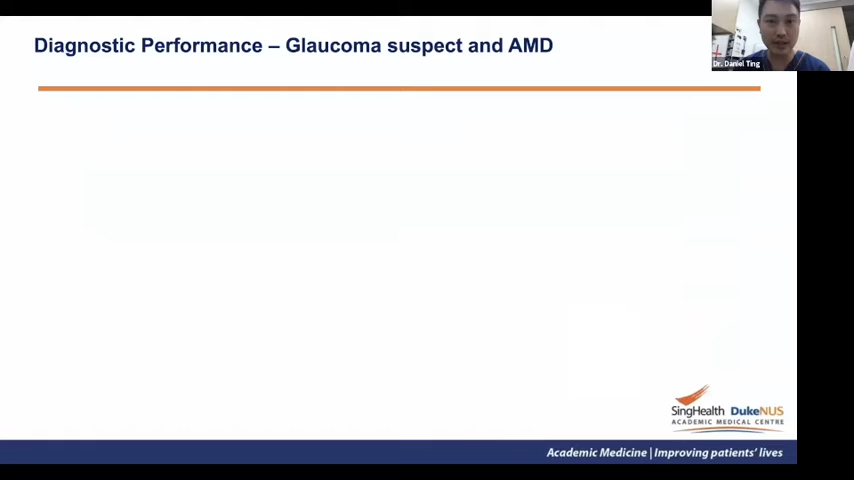 Diagnostic Performance – Glaucoma suspect and AMD
Dr. Daniel Ting
SingHealth DukeNUS
ACADEMIC MEDICAL CENTRE
Academic Medicine | Improving patients' lives